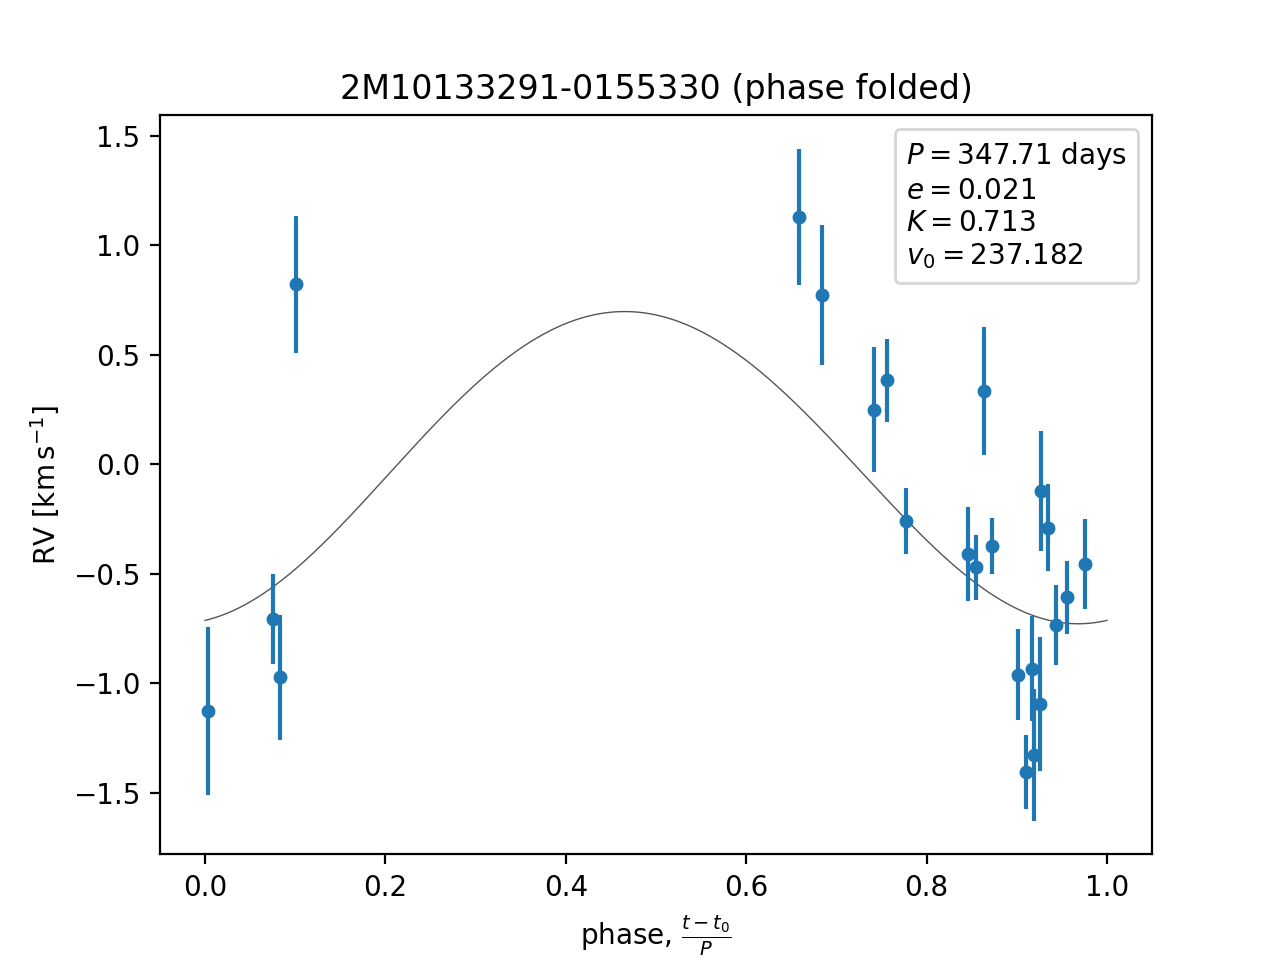 2M10133291-0155330 (phase folded)
P = 347.71 days
e = 0.021
K = 0.713
v₀ = 237.182
RV [km s⁻¹]
1.5
1.0
0.5
0.0
−0.5
−1.0
−1.5
0.0 0.2 0.4 0.6 0.8 1.0
phase, (t − t₀)/P